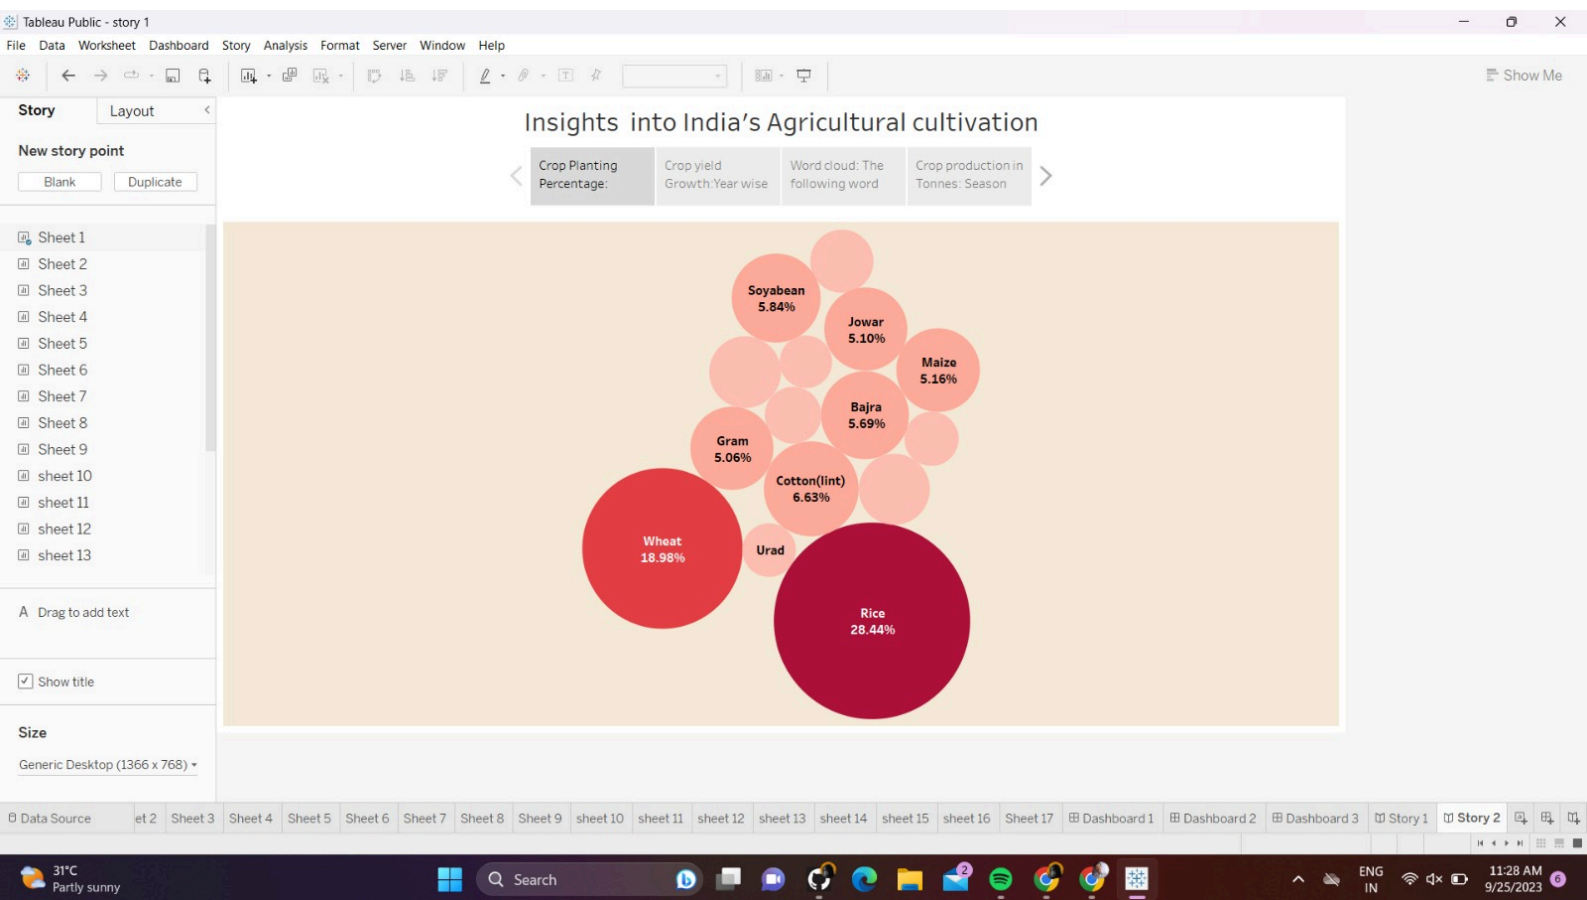 Tableau Public - story 1
File Data Worksheet Dashboard Story Analysis Format Server Window Help
Show Me
Story Layout
New story point
Blank Duplicate
Sheet 1
Sheet 2
Sheet 3
Sheet 4
Sheet 5
Sheet 6
Sheet 7
Sheet 8
Sheet 9
sheet 10
sheet 11
sheet 12
sheet 13
A Drag to add text
Show title
Size
Generic Desktop (1366 x 768)
Insights into India's Agricultural cultivation
Crop Planting
Percentage:
Crop yield
Growth:Year wise
Word cloud: The
following word
Crop production in
Tonnes: Season
Soyabean
5.84%
Jowar
5.10%
Maize
5.16%
Bajra
5.69%
Gram
5.06%
Cotton(lint)
6.63%
Wheat
18.98%
Urad
Rice
28.44%
Data Source et 2 Sheet 3 Sheet 4 Sheet 5 Sheet 6 Sheet 7 Sheet 8 Sheet 9 sheet 10 sheet 11 sheet 12 sheet 13 sheet 14 sheet 15 sheet 16 Sheet 17 Dashboard 1 Dashboard 2 Dashboard 3 Story 1 Story 2
31°C
Partly sunny
Search
2
ENG
IN
11:28 AM
9/25/2023
6